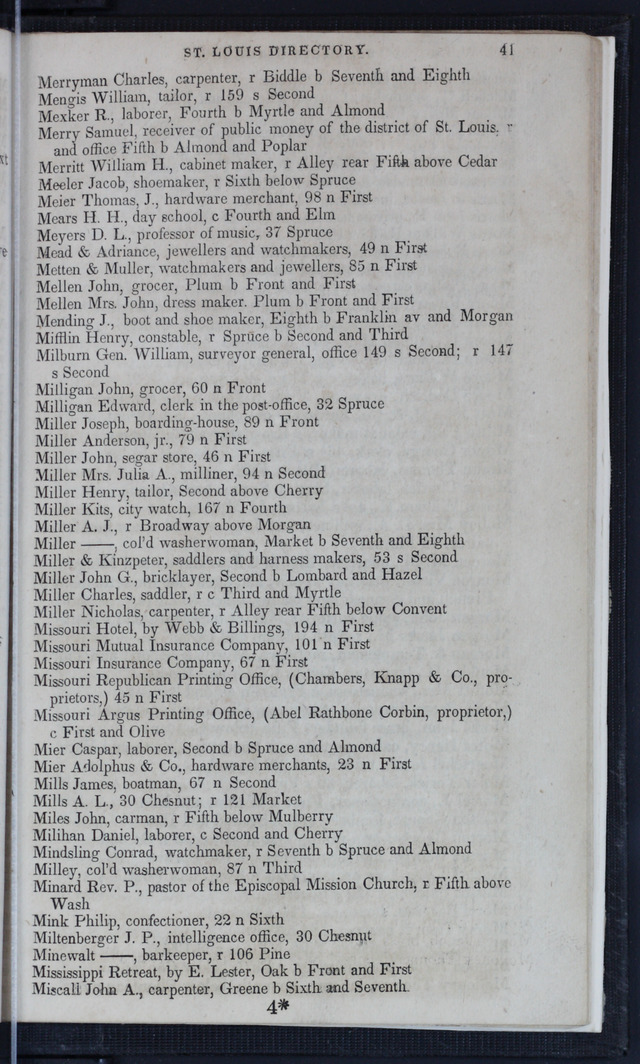 ST. LOUIS DIRECTORY. 41
Merryman Charles, carpenter, r Biddle b Seventh and Eighth
Mengis William, tailor, r 159 s Second
Mexker R., laborer, Fourth b Myrtle and Almond
Merry Samuel, receiver of public money of the district of St. Louis, r
and office Fifth b Almond and Poplar
Merritt William H., cabinet maker, r Alley rear Fifth above Cedar
Meeler Jacob, shoemaker, r Sixth below Spruce
Meier Thomas, J., hardware merchant, 98 n First
Mears H. H., day school, c Fourth and Elm
Meyers D. L., professor of music, 37 Spruce
Mead & Adriance, jewellers and watchmakers, 49 n First
Metten & Muller, watchmakers and jewellers, 85 n First
Mellen John, grocer, Plum b Front and First
Mellen Mrs. John, dress maker. Plum b Front and First
Mending J., boot and shoe maker, Eighth b Franklin av and Morgan
Mifflin Henry, constable, r Spruce b Second and Third
Milburn Gen. William, surveyor general, office 149 s Second; r 147
s Second
Milligan John, grocer, 60 n Front
Milligan Edward, clerk in the post-office, 32 Spruce
Miller Joseph, boarding-house, 89 n Front
Miller Anderson, jr., 79 n First
Miller John, segar store, 46 n First
Miller Mrs. Julia A., milliner, 94 n Second
Miller Henry, tailor, Second above Cherry
Miller Kits, city watch, 167 n Fourth
Miller A. J., r Broadway above Morgan
Miller ——, col'd washerwoman, Market b Seventh and Eighth
Miller & Kinzpeter, saddlers and harness makers, 53 s Second
Miller John G., bricklayer, Second b Lombard and Hazel
Miller Charles, saddler, r c Third and Myrtle
Miller Nicholas, carpenter, r Alley rear Fifth below Convent
Missouri Hotel, by Webb & Billings, 194 n First
Missouri Mutual Insurance Company, 101 n First
Missouri Insurance Company, 67 n First
Missouri Republican Printing Office, (Chambers, Knapp & Co., pro-
prietors,) 45 n First
Missouri Argus Printing Office, (Abel Rathbone Corbin, proprietor,)
c First and Olive
Mier Caspar, laborer, Second b Spruce and Almond
Mier Adolphus & Co., hardware merchants, 23 n First
Mills James, boatman, 67 n Second
Mills A. L., 30 Chesnut; r 121 Market
Miles John, carman, r Fifth below Mulberry
Milihan Daniel, laborer, c Second and Cherry
Mindsling Conrad, watchmaker, r Seventh b Spruce and Almond
Milley, col'd washerwoman, 87 n Third
Minard Rev. P., pastor of the Episcopal Mission Church, r Fifth above
Wash
Mink Philip, confectioner, 22 n Sixth
Miltenberger J. P., intelligence office, 30 Chesnut
Minewalt ——, barkeeper, r 106 Pine
Mississippi Retreat, by E. Lester, Oak b Front and First
Miscall John A., carpenter, Greene b Sixth and Seventh.
4*